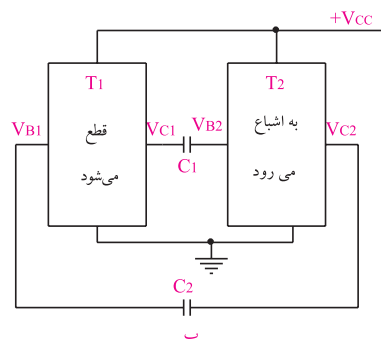 +VCC
T1
T2
VB1
قطع
می‌شود
VC1
C1
VB2
به اشباع
می رود
VC2
C2
ب